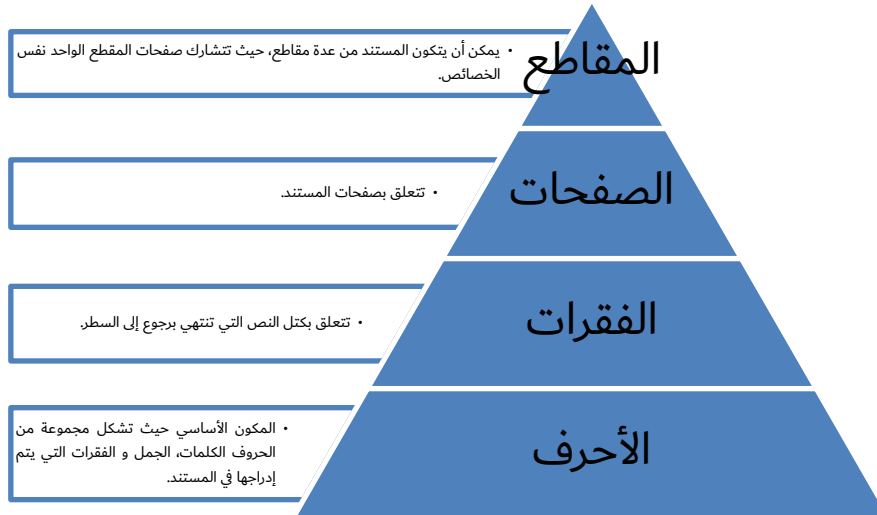 المقاطع
• يمكن أن يتكون المستند من عدة مقاطع، حيث تتشارك صفحات المقطع الواحد نفس
الخصائص.
الصفحات
• تتعلق بصفحات المستند.
الفقرات
• تتعلق بكتل النص التي تنتهي برجوع إلى السطر.
الأحرف
• المكون الأساسي حيث تشكل مجموعة من
الحروف الكلمات، الجمل و الفقرات التي يتم
إدراجها في المستند.